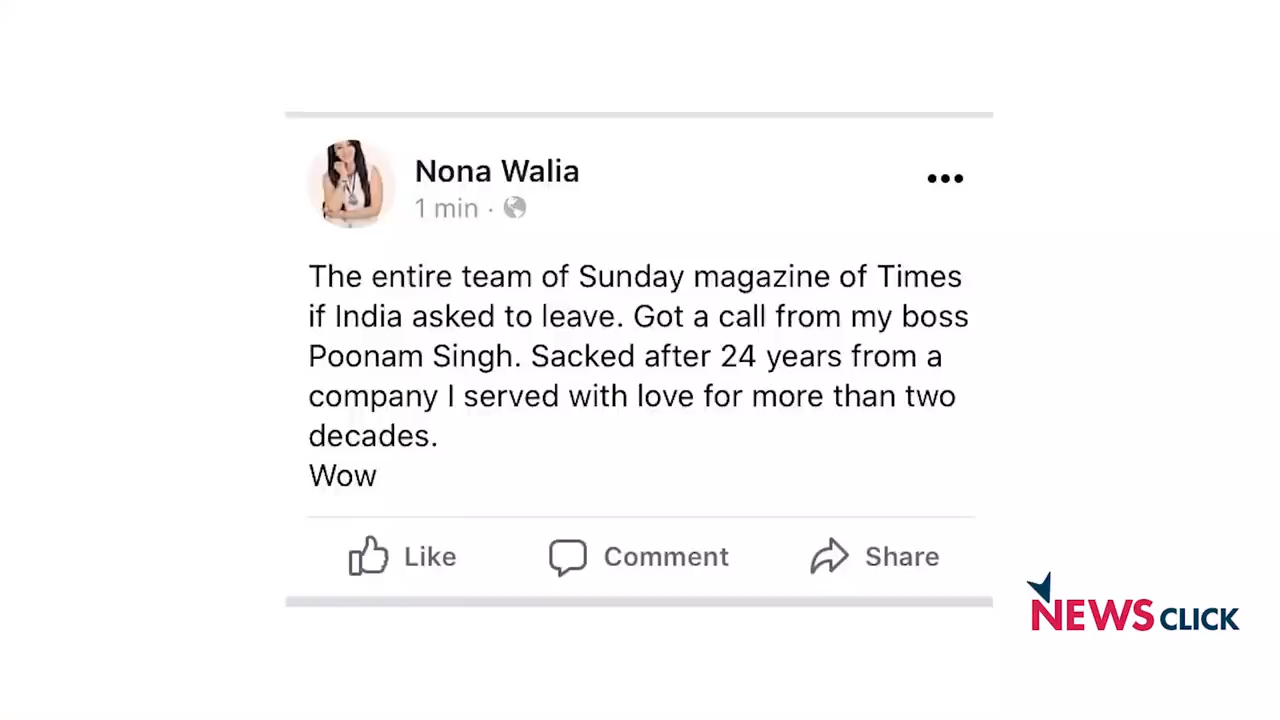 Nona Walia
1 min ·
The entire team of Sunday magazine of Times
if India asked to leave. Got a call from my boss
Poonam Singh. Sacked after 24 years from a
company I served with love for more than two
decades.
Wow
Like
Comment
Share
NEWS CLICK